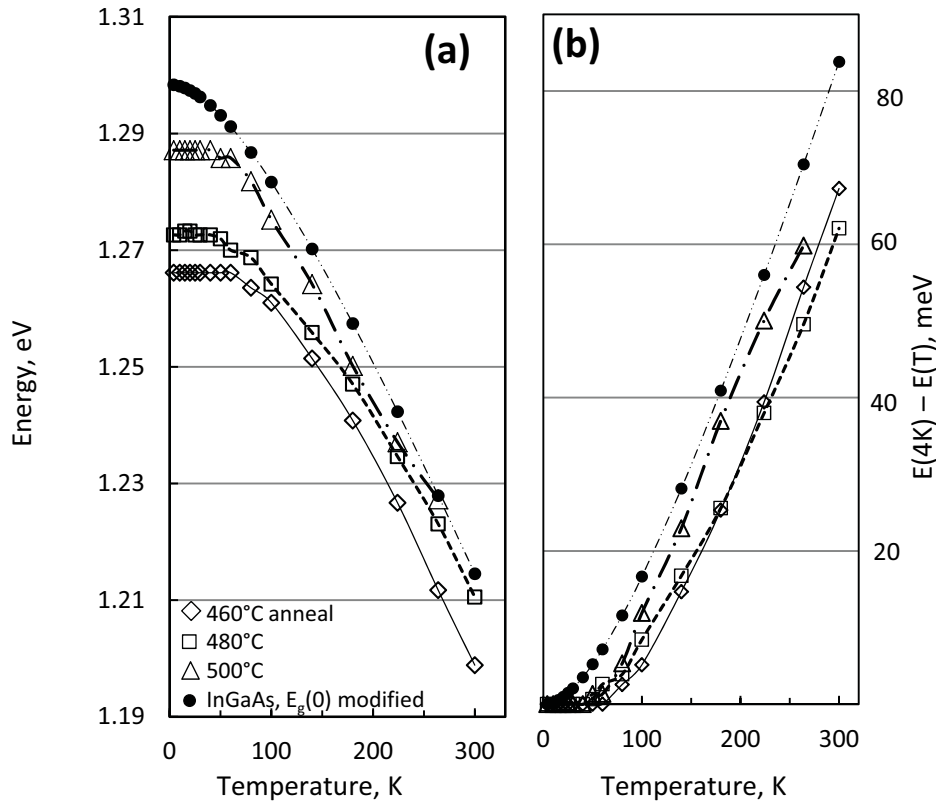 (a)
1.31
1.29
1.27
1.25
1.23
1.21
1.19
Energy, eV
460°C anneal
480°C
500°C
InGaAs, Eg(0) modified
0 100 200 300
Temperature, K
(b)
80
60
40
20
E(4K) – E(T), meV
0 100 200 300
Temperature, K